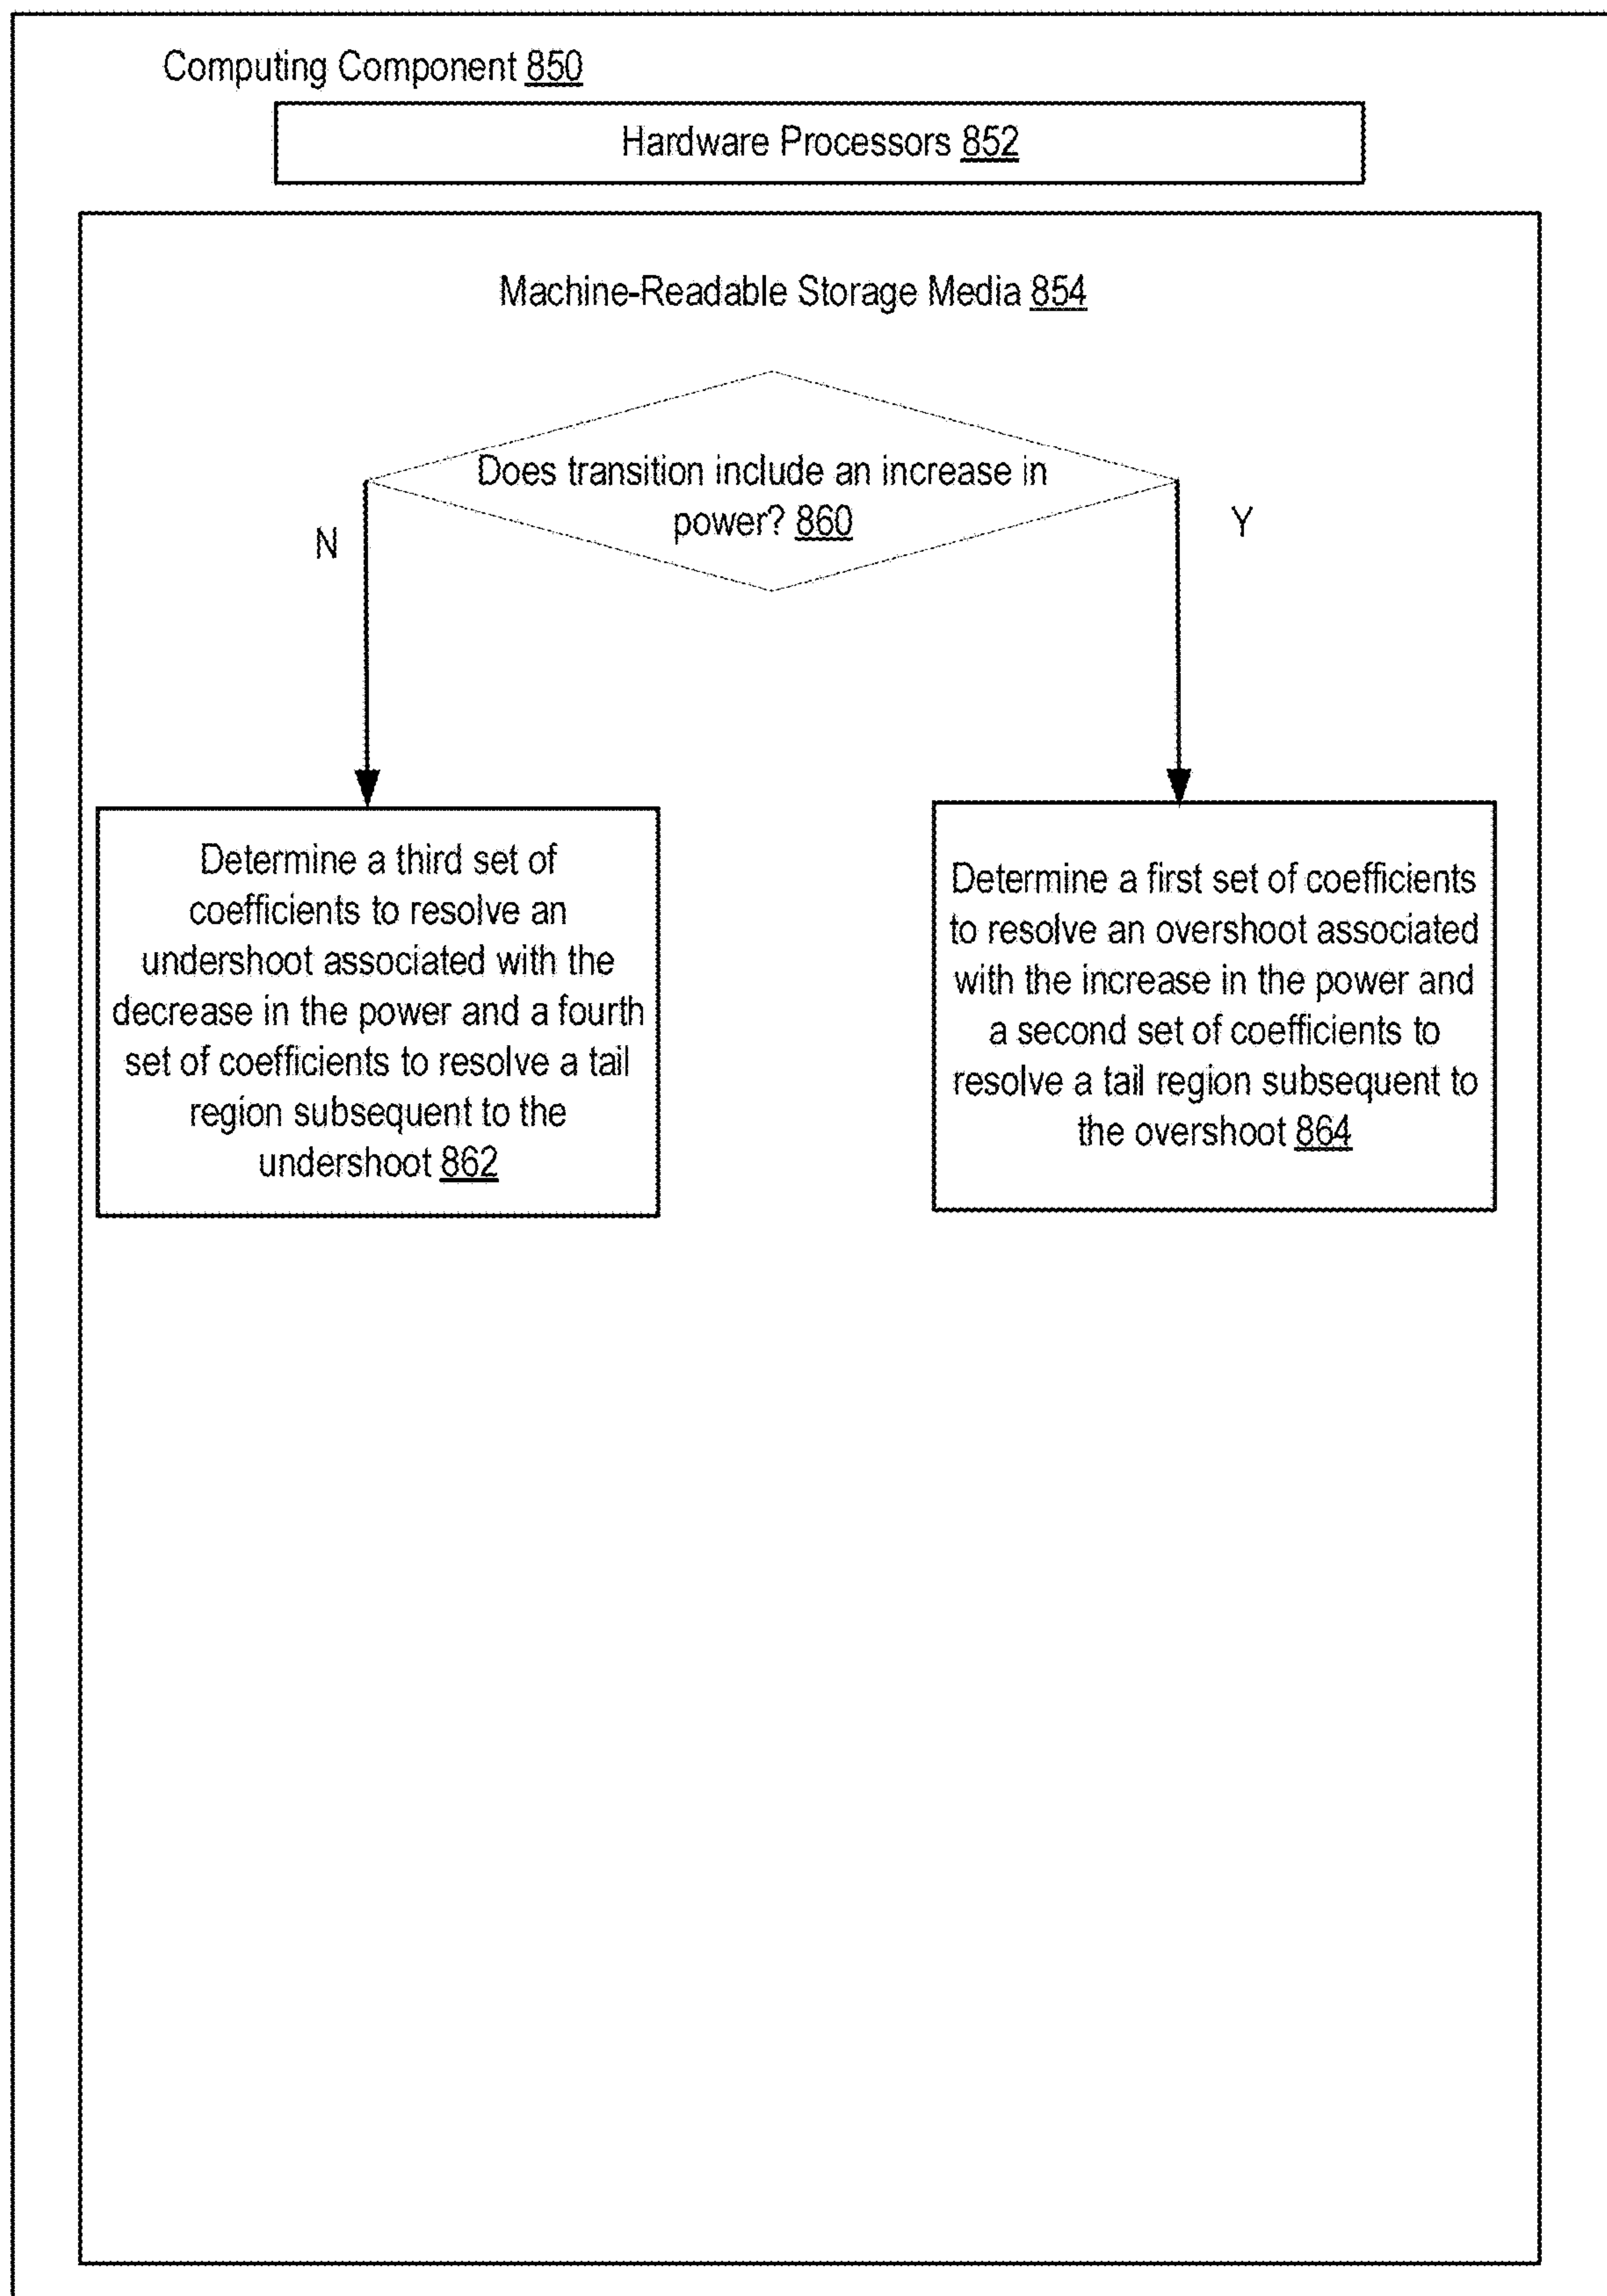 Computing Component 850
Hardware Processors 852
Machine-Readable Storage Media 854
Does transition include an increase in
power? 860
N
Y
Determine a third set of
coefficients to resolve an
undershoot associated with the
decrease in the power and a fourth
set of coefficients to resolve a tail
region subsequent to the
undershoot 862
Determine a first set of coefficients
to resolve an overshoot associated
with the increase in the power and
a second set of coefficients to
resolve a tail region subsequent to
the overshoot 864